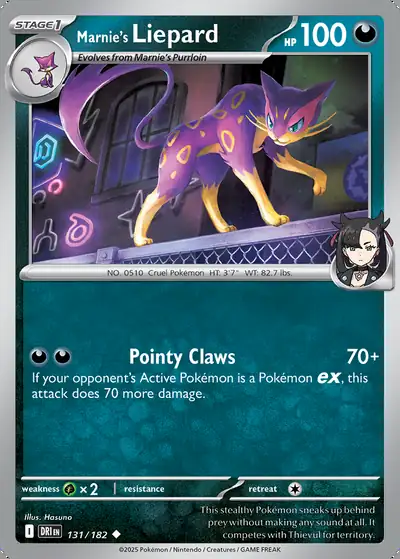 STAGE 1
Marnie's Liepard
HP 100
Evolves from Marnie's Purrloin
NO. 0510 Cruel Pokémon HT: 3'7" WT: 82.7 lbs.
Pointy Claws 70+
If your opponent's Active Pokémon is a Pokémon ex, this
attack does 70 more damage.
weakness × 2 resistance retreat
Illus. Hasuno
I DRI EN 131/182
This stealthy Pokémon sneaks up behind
prey without making any sound at all. It
competes with Thievul for territory.
©2025 Pokémon / Nintendo / Creatures / GAME FREAK